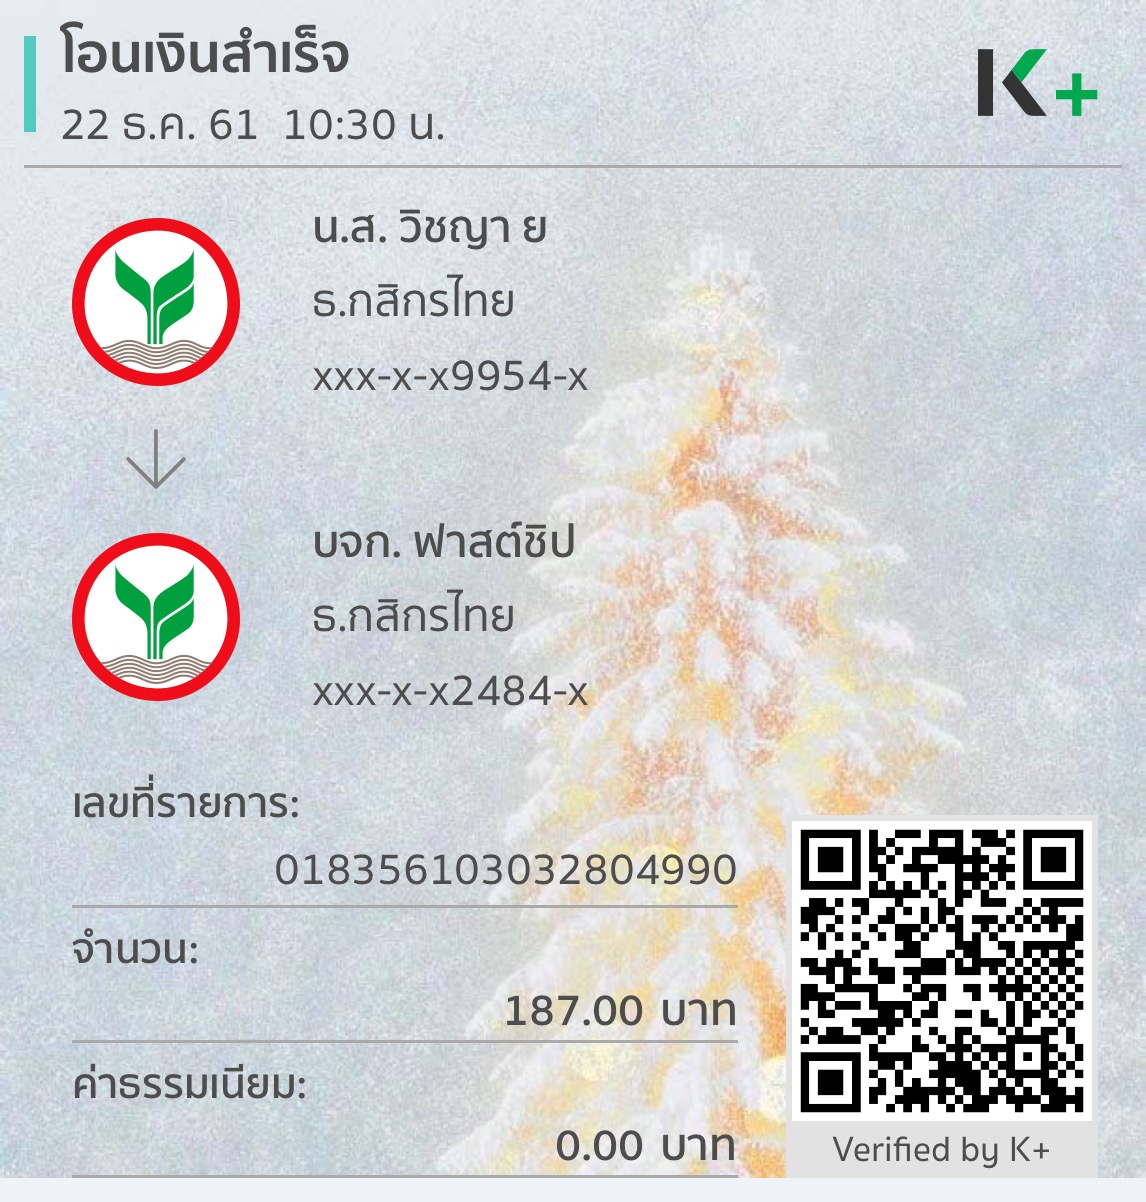 โอนเงินสำเร็จ
22 ธ.ค. 61  10:30 น.
K+
น.ส. วิชญา ย
ธ.กสิกรไทย
xxx-x-x9954-x
บจก. ฟาสต์ชิป
ธ.กสิกรไทย
xxx-x-x2484-x
เลขที่รายการ:
018356103032804990
จำนวน:
187.00 บาท
ค่าธรรมเนียม:
0.00 บาท
Verified by K+